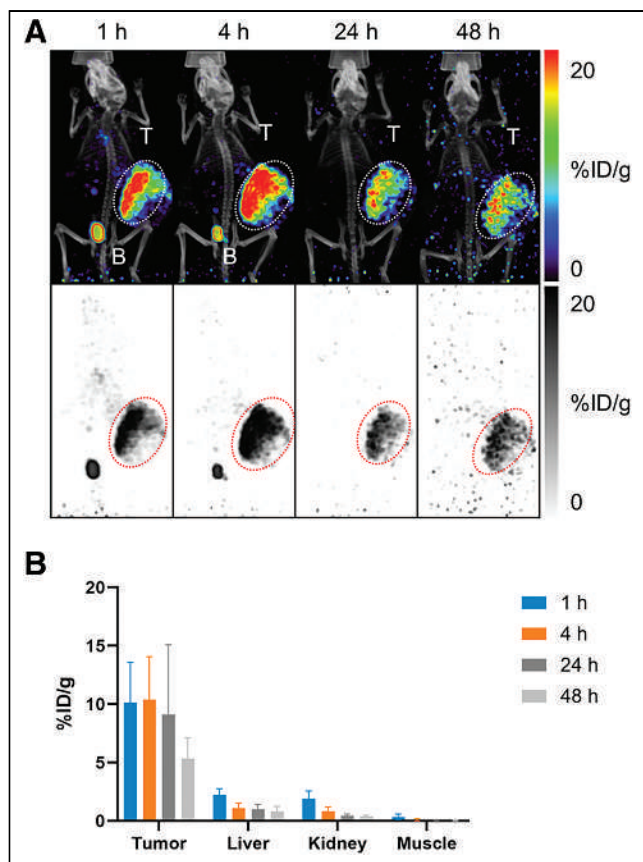 A
1 h 4 h 24 h 48 h
T T T T
B B
20
%ID/g
0
20
%ID/g
0
B
20
15
10
5
0
%ID/g
Tumor Liver Kidney Muscle
1 h
4 h
24 h
48 h